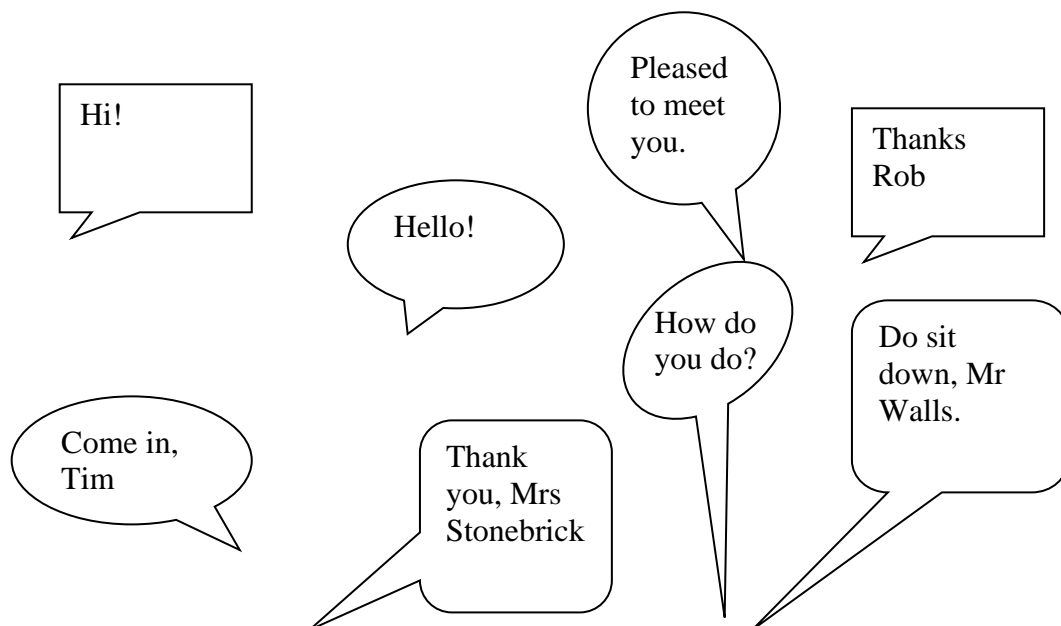 Hi!
Hello!
Pleased
to meet
you.
Thanks
Rob
Come in,
Tim
Thank
you, Mrs
Stonebrick
How do
you do?
Do sit
down, Mr
Walls.